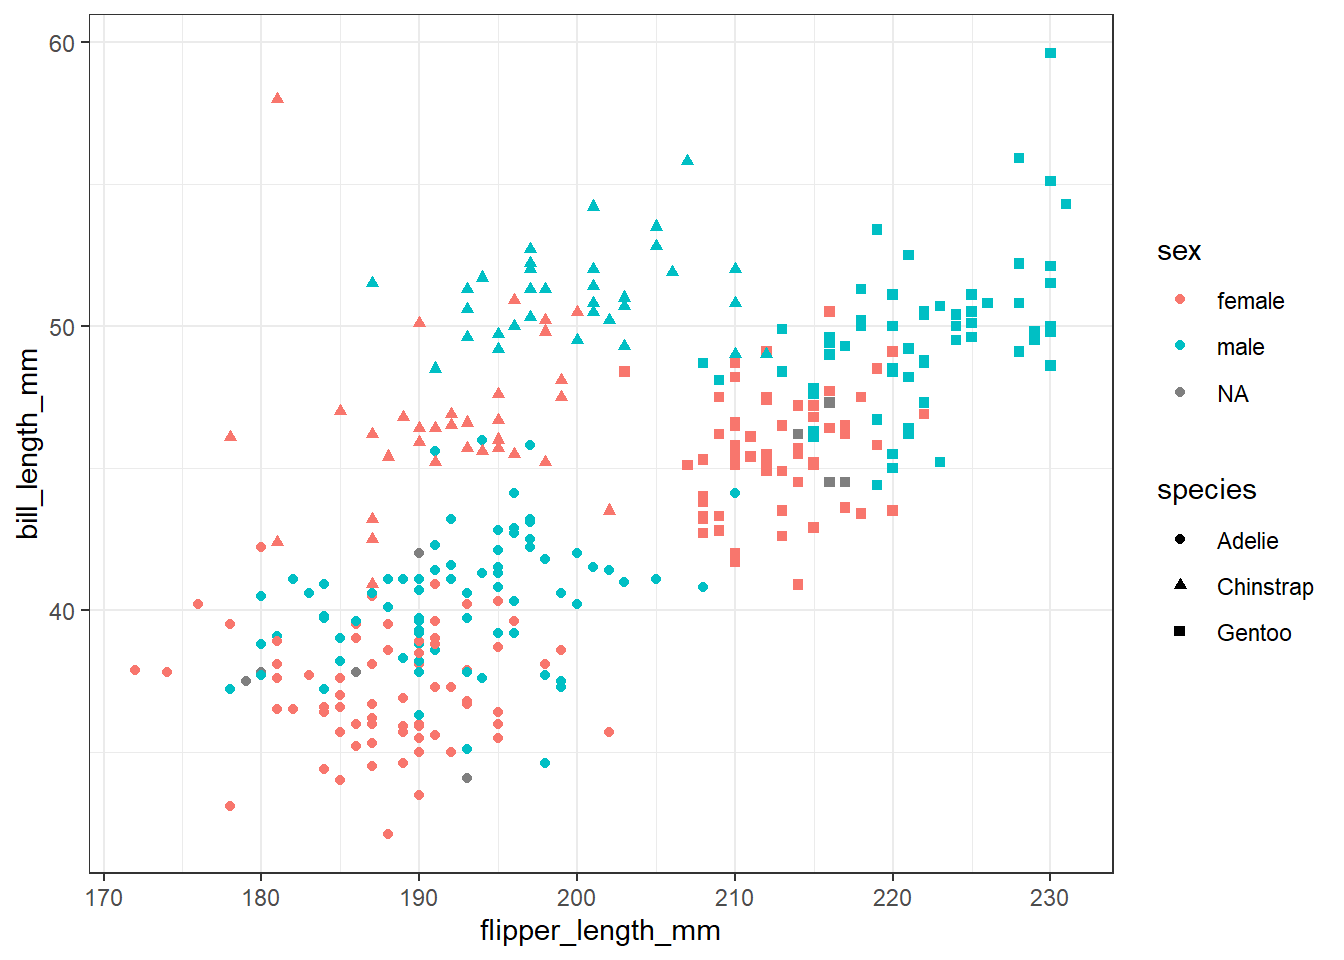 60
50
40
170 180 190 200 210 220 230
flipper_length_mm
bill_length_mm
sex
female
male
NA
species
Adelie
Chinstrap
Gentoo